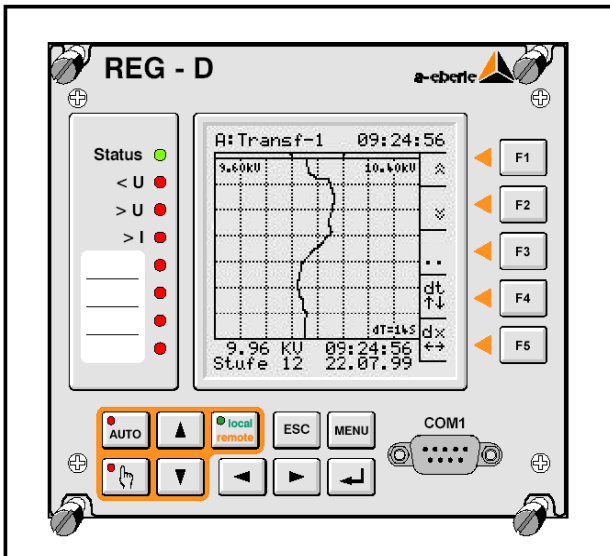 REG - D
a-eberle
Status
< U
> U
> I
A:Transf-1 09:24:56
9.60kV 10.40kV
dt
dT=14S
dx
9.96 KV 09:24:56
Stufe 12 22.07.99
F1
F2
F3
F4
F5
AUTO
local
remote
ESC
MENU
COM1